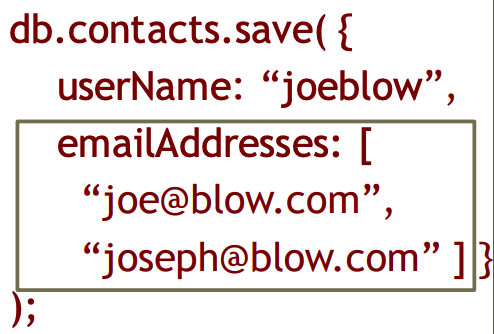 db.contacts.save( {
userName: “joeblow”,
emailAddresses: [
“joe@blow.com”,
“joseph@blow.com” ] }
);